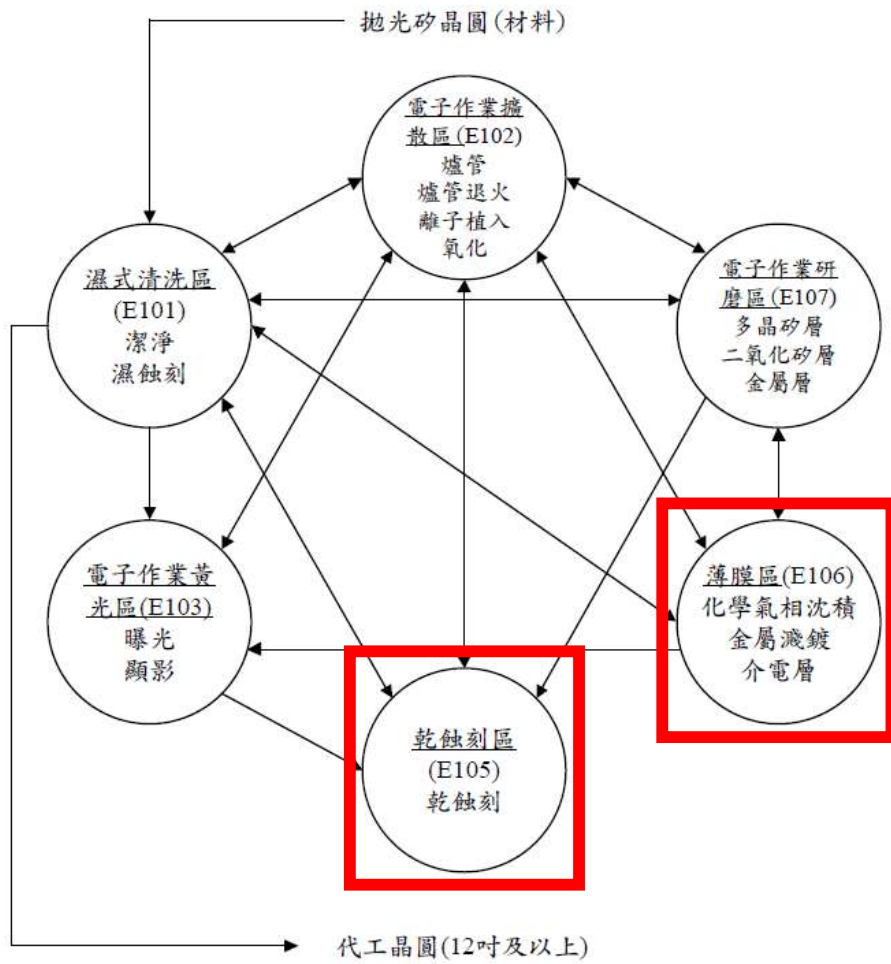 拋光矽晶圓(材料)
電子作業擴
散區(E102)
爐管
爐管退火
離子植入
氧化
濕式清洗區
(E101)
潔淨
濕蝕刻
電子作業研
磨區(E107)
多晶矽層
二氧化矽層
金屬層
電子作業黃
光區(E103)
曝光
顯影
薄膜區(E106)
化學氣相沈積
金屬濺鍍
介電層
乾蝕刻區
(E105)
乾蝕刻
代工晶圓(12吋及以上)